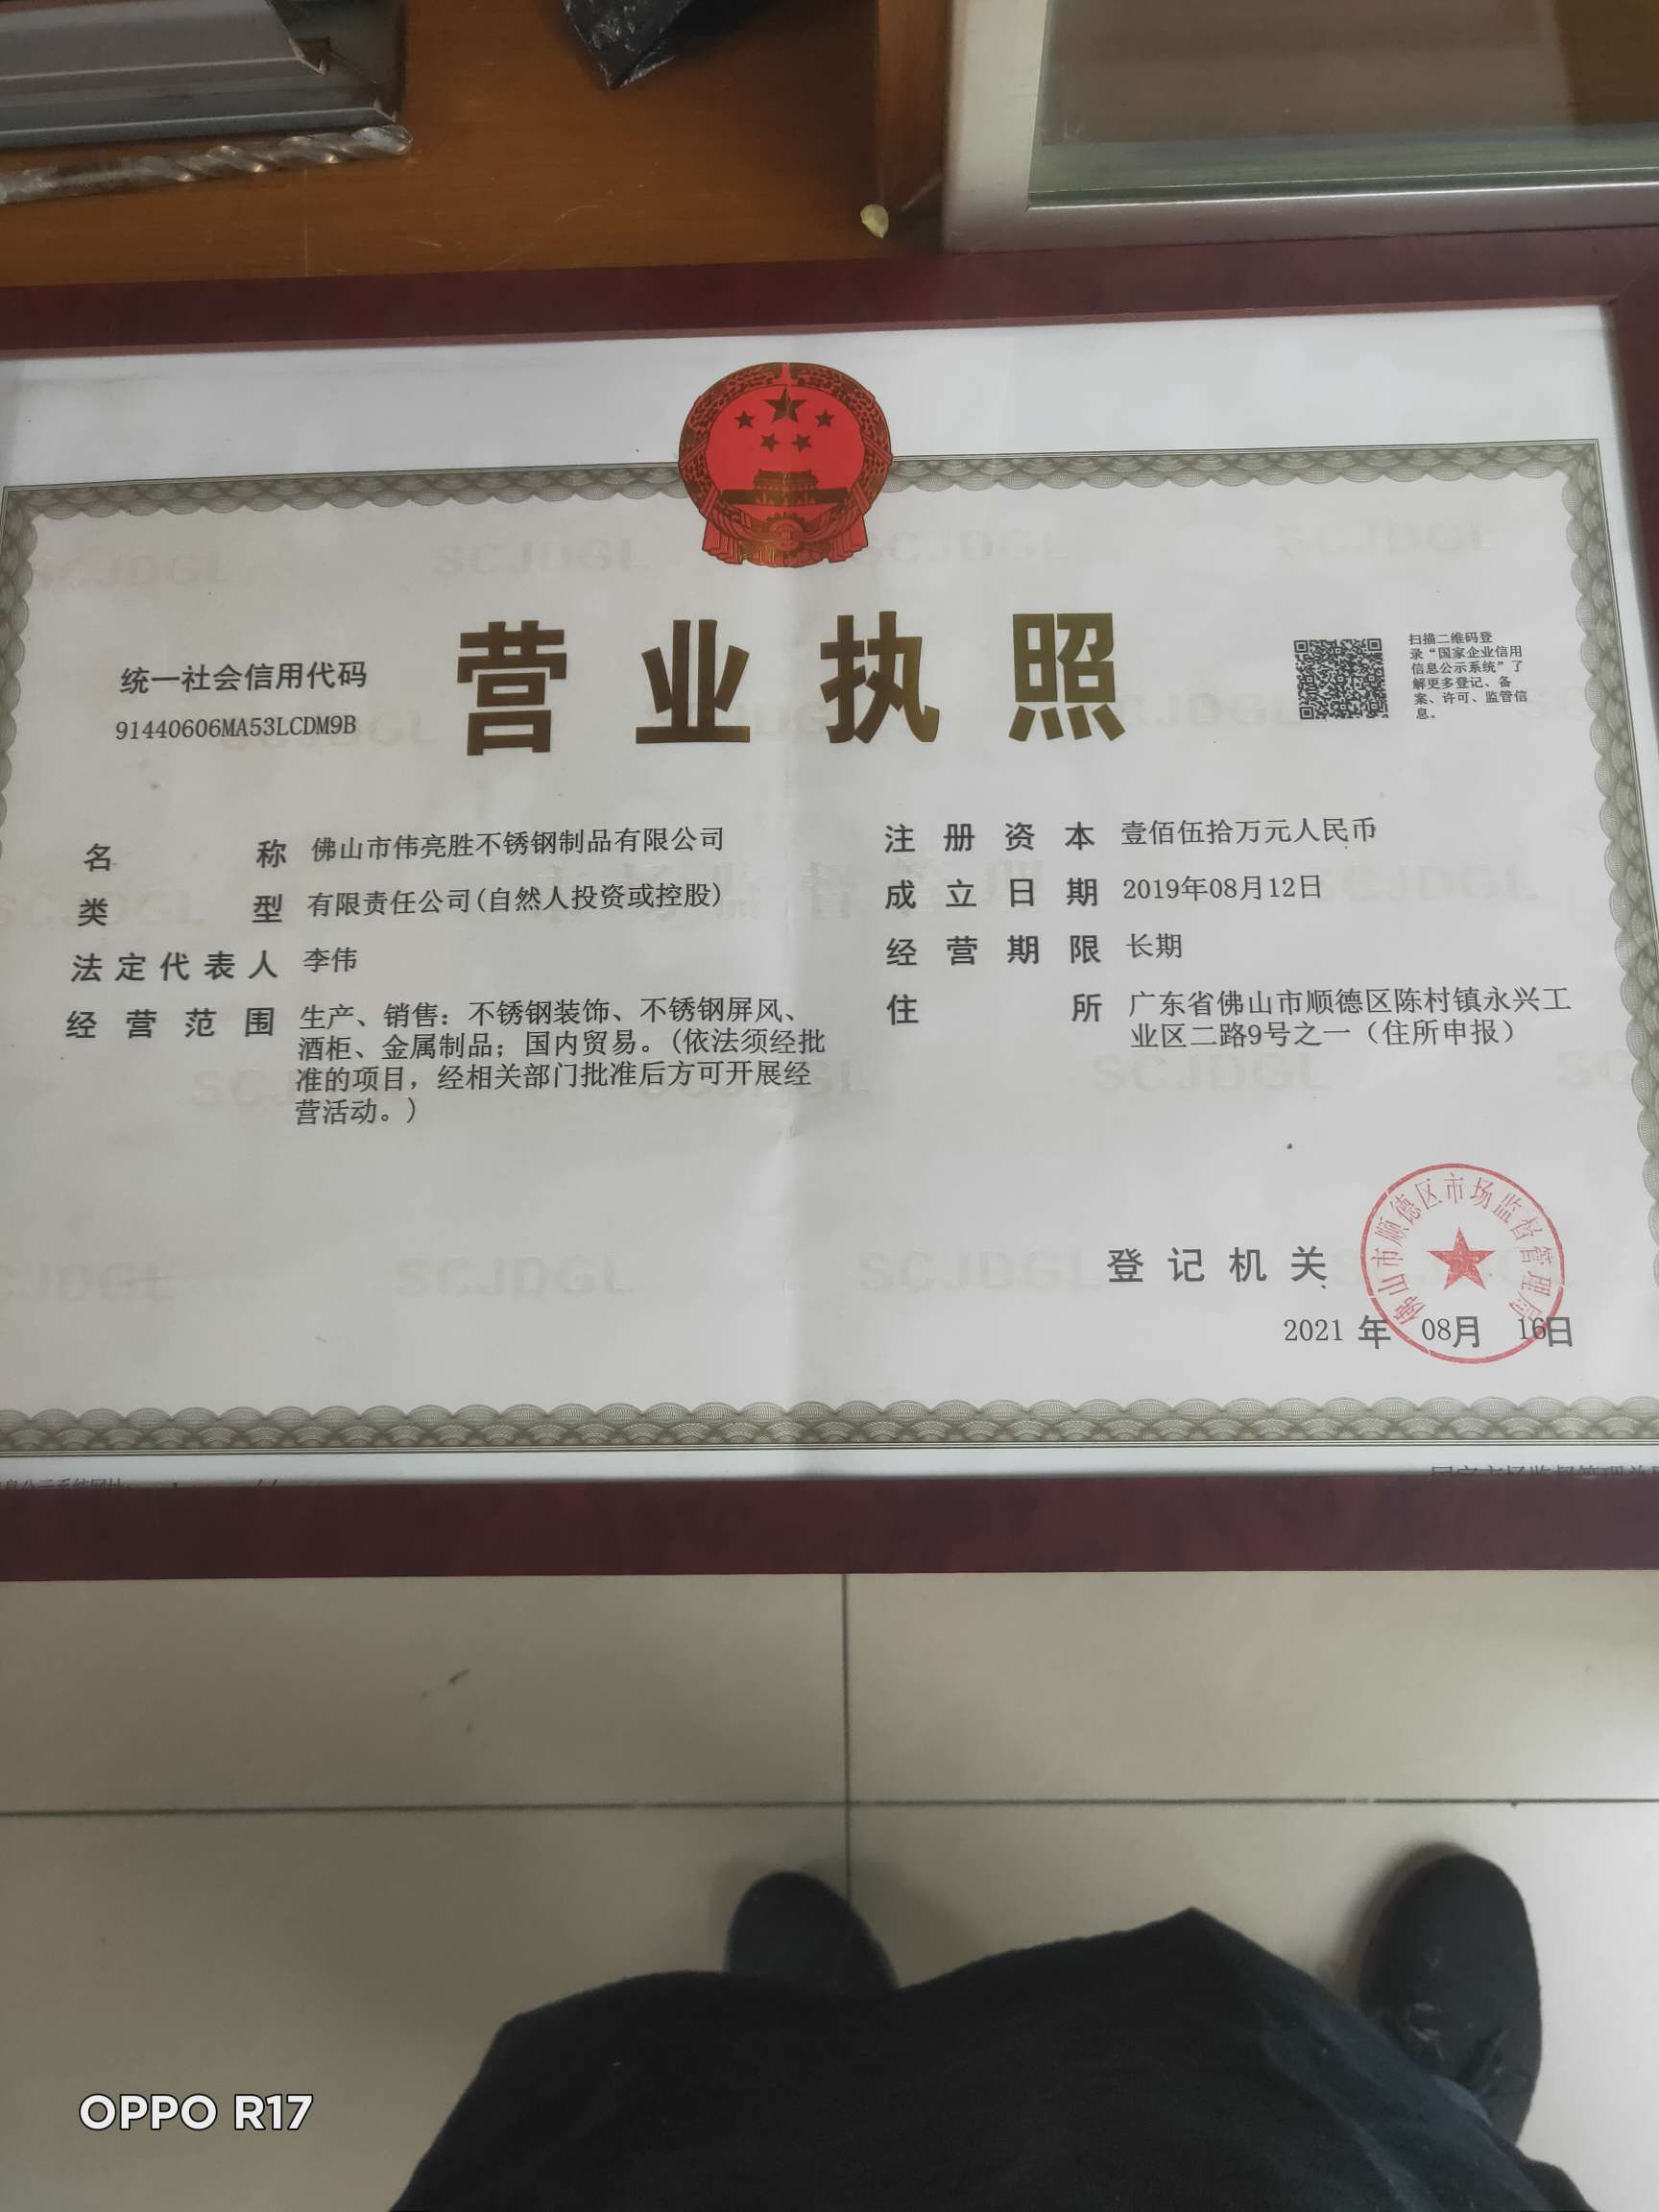 营业执照
统一社会信用代码
91440606MA53LCDM9B
扫描二维码登
录“国家企业信用
信息公示系统”了
解更多登记、备
案、许可、监管信
息。
名称 佛山市伟亮胜不锈钢制品有限公司
类型 有限责任公司(自然人投资或控股)
法定代表人 李伟
经营范围 生产、销售：不锈钢装饰、不锈钢屏风、
酒柜、金属制品；国内贸易。(依法须经批
准的项目，经相关部门批准后方可开展经
营活动。)
注册资本 壹佰伍拾万元人民币
成立日期 2019年08月12日
经营期限 长期
住所 广东省佛山市顺德区陈村镇永兴工
业区二路9号之一（住所申报）
登记机关
佛山市顺德区市场监督管理局
2021年08月16日
SCJDGL
OPPO R17